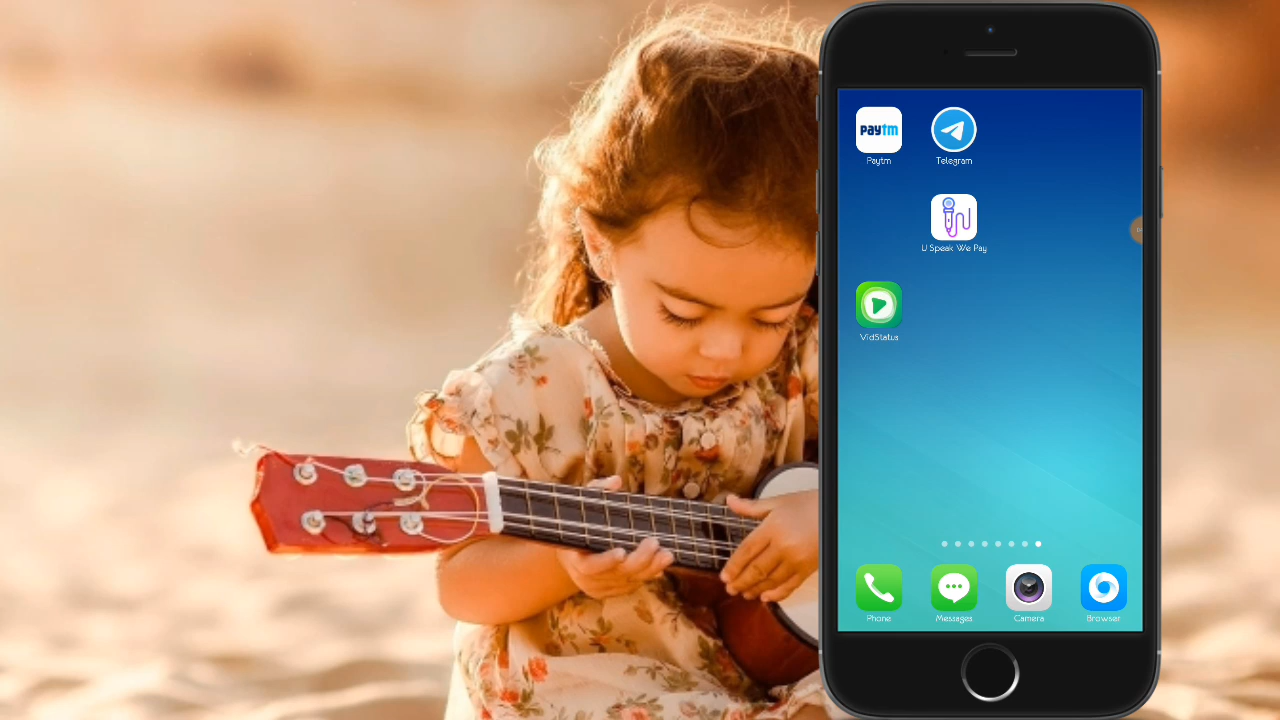 paytm
Paytm
Telegram
U Speak We Pay
VidStatus
Phone
Messages
Camera
Browser